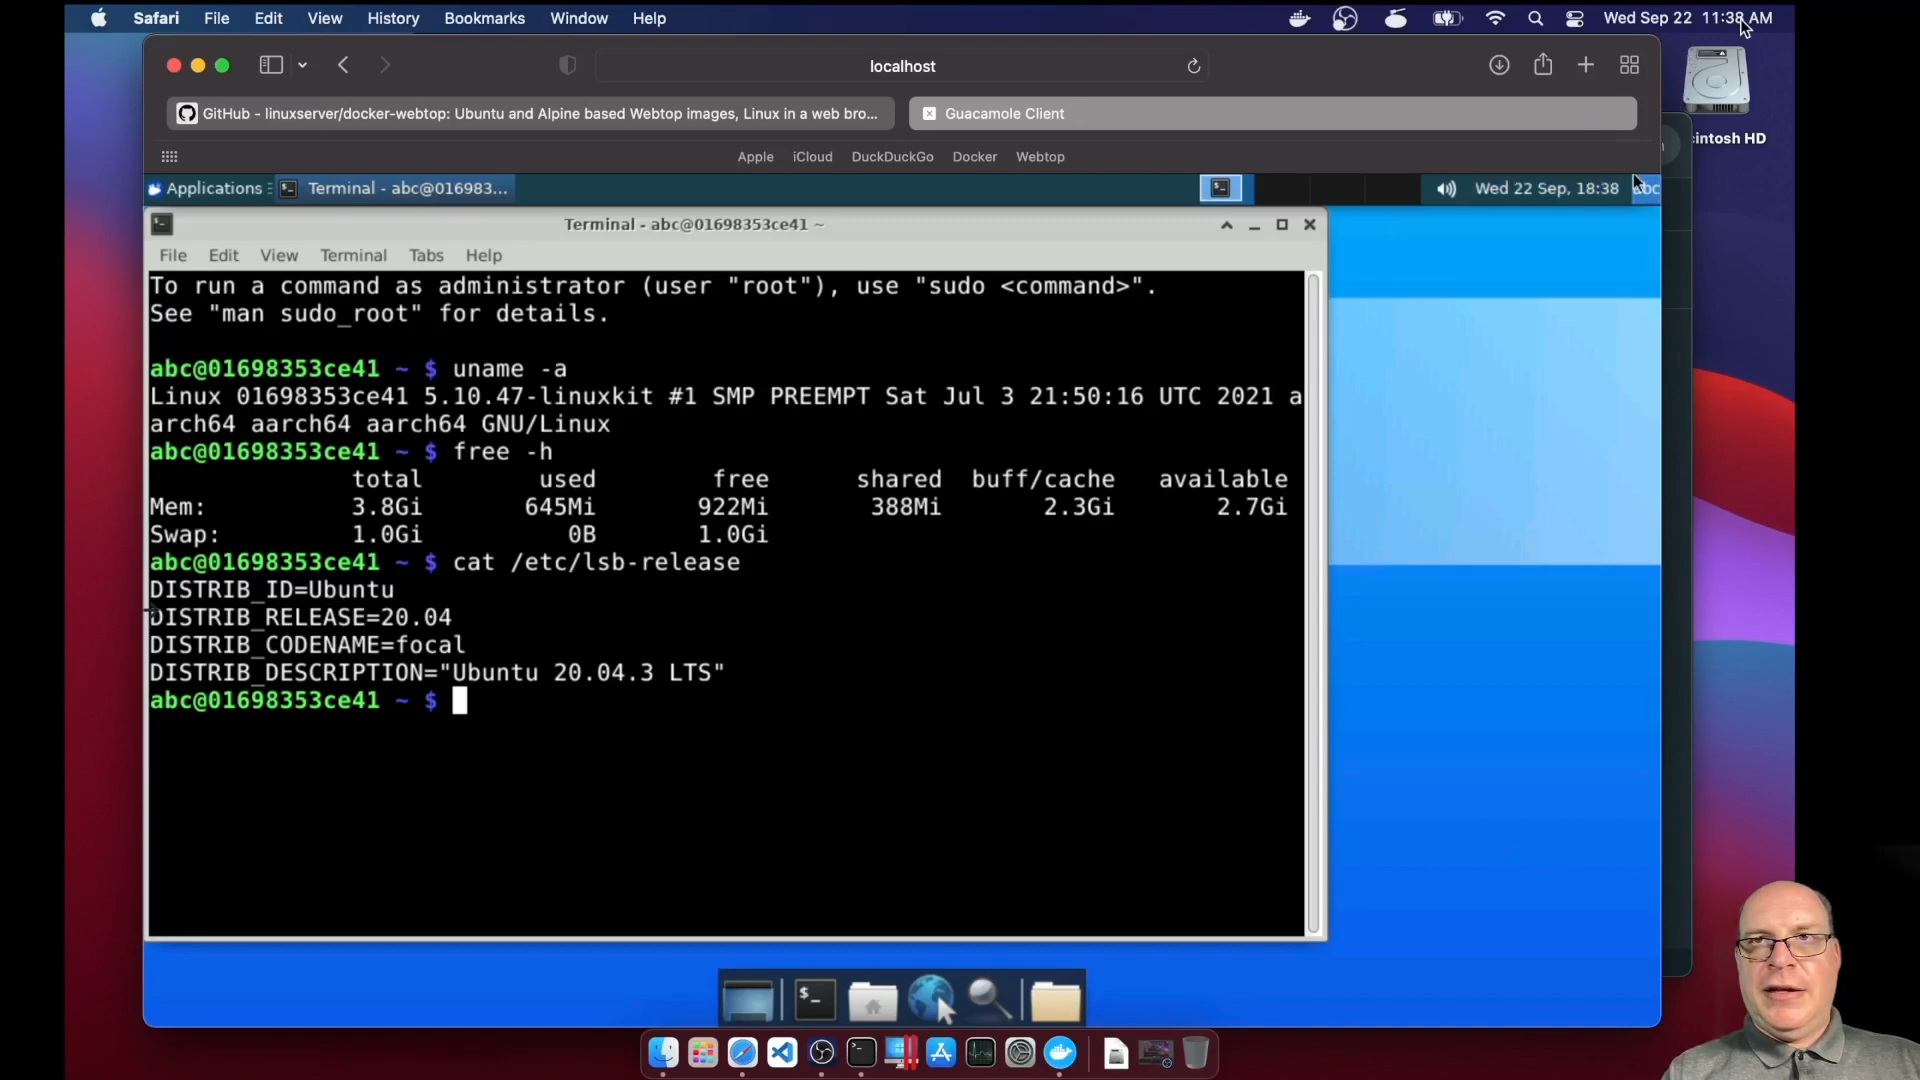 Safari File Edit View History Bookmarks Window Help Wed Sep 22 11:38 AM
localhost
GitHub - linuxserver/docker-webtop: Ubuntu and Alpine based Webtop images, Linux in a web bro... Guacamole Client
intosh HD
Apple iCloud DuckDuckGo Docker Webtop
Applications Terminal - abc@016983... Wed 22 Sep, 18:38 abc
Terminal - abc@01698353ce41 ~
File Edit View Terminal Tabs Help
To run a command as administrator (user "root"), use "sudo <command>".
See "man sudo_root" for details.
abc@01698353ce41 ~ $ uname -a
Linux 01698353ce41 5.10.47-linuxkit #1 SMP PREEMPT Sat Jul 3 21:50:16 UTC 2021 a
arch64 aarch64 aarch64 GNU/Linux
abc@01698353ce41 ~ $ free -h
total used free shared buff/cache available
Mem: 3.8Gi 645Mi 922Mi 388Mi 2.3Gi 2.7Gi
Swap: 1.0Gi 0B 1.0Gi
abc@01698353ce41 ~ $ cat /etc/lsb-release
DISTRIB_ID=Ubuntu
DISTRIB_RELEASE=20.04
DISTRIB_CODENAME=focal
DISTRIB_DESCRIPTION="Ubuntu 20.04.3 LTS"
abc@01698353ce41 ~ $